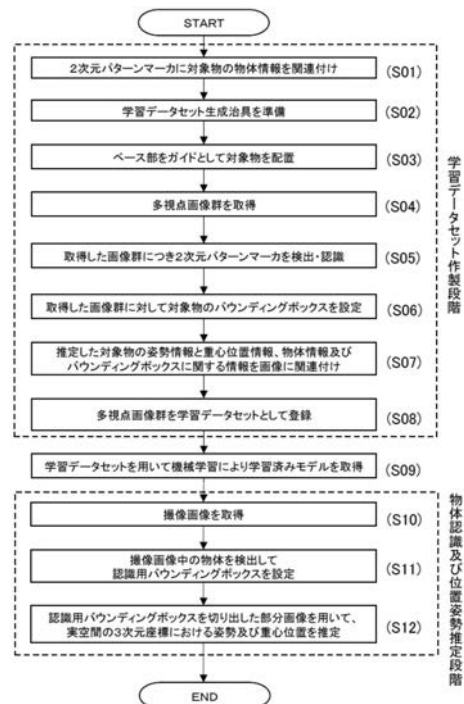 START
2次元パターンマーカに対象物の物体情報を関連付け
(S01)
学習データセット生成治具を準備
(S02)
ベース部をガイドとして対象物を配置
(S03)
多視点画像群を取得
(S04)
取得した画像群につき2次元パターンマーカを検出・認識
(S05)
取得した画像群に対して対象物のバウンディングボックスを設定
(S06)
推定した対象物の姿勢情報と重心位置情報、物体情報及び
バウンディングボックスに関する情報を画像に関連付け
(S07)
多視点画像群を学習データセットとして登録
(S08)
学習データセット作製段階
学習データセットを用いて機械学習により学習済みモデルを取得
(S09)
撮像画像を取得
(S10)
撮像画像中の物体を検出して
認識用バウンディングボックスを設定
(S11)
認識用バウンディングボックスを切り出した部分画像を用いて、
実空間の3次元座標における姿勢及び重心位置を推定
(S12)
物体認識及び位置姿勢推定段階
END